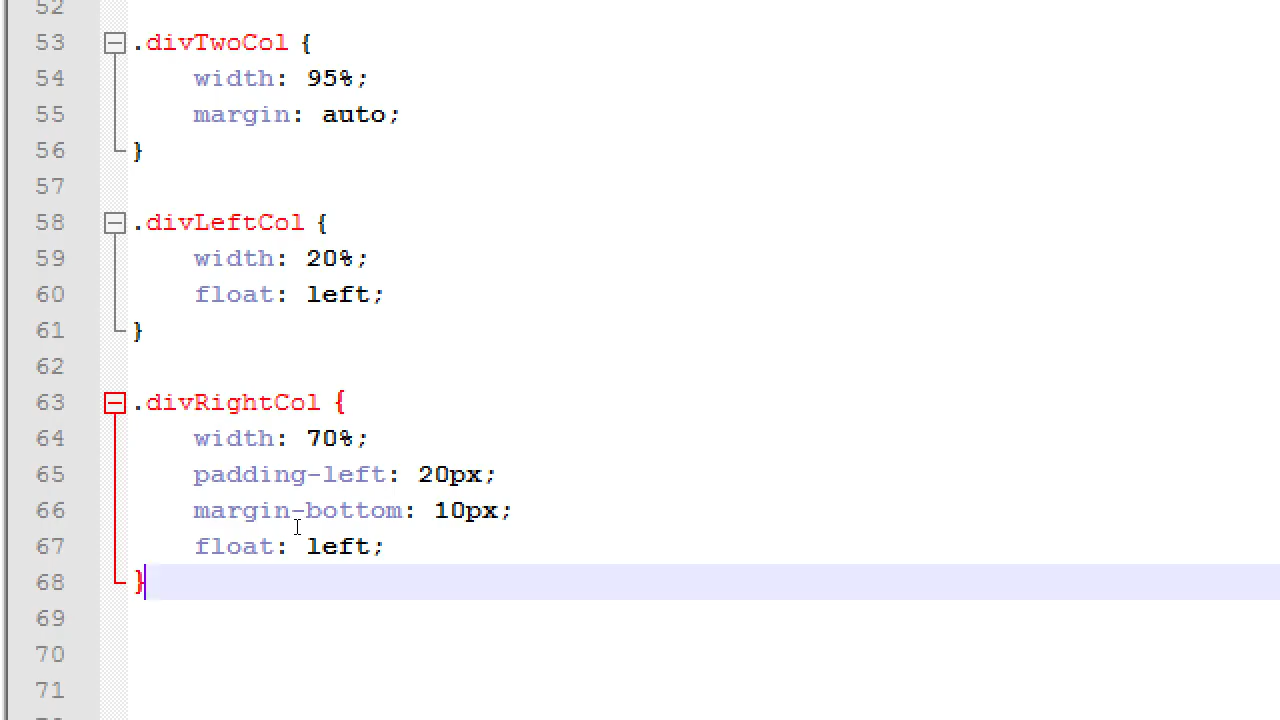 52
53 .divTwoCol {
54 width: 95%;
55 margin: auto;
56 }
57
58 .divLeftCol {
59 width: 20%;
60 float: left;
61 }
62
63 .divRightCol {
64 width: 70%;
65 padding-left: 20px;
66 margin-bottom: 10px;
67 float: left;
68 }
69
70
71